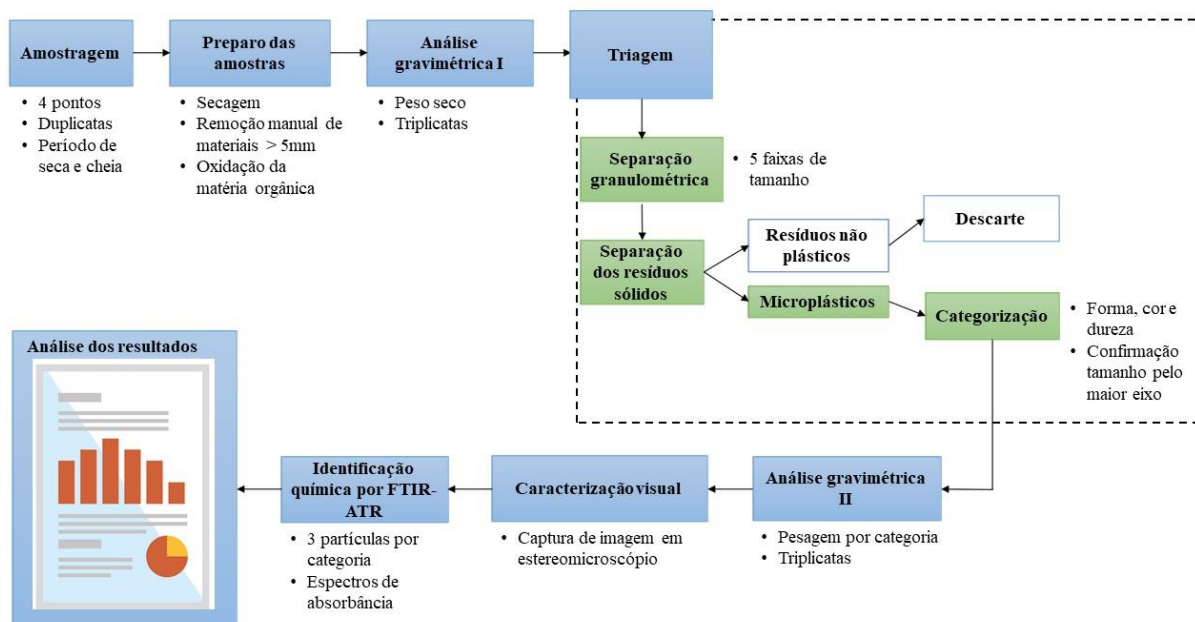 Amostragem
• 4 pontos
• Duplicatas
• Período de
seca e cheia
Preparo das
amostras
• Secagem
• Remoção manual de
materiais > 5mm
• Oxidação da
matéria orgânica
Análise
gravimétrica I
• Peso seco
• Triplicatas
Triagem
Separação
granulométrica
• 5 faixas de
tamanho
Separação
dos resíduos
sólidos
Resíduos não
plásticos
Descarte
Microplásticos
Categorização
• Forma, cor e
dureza
• Confirmação
tamanho pelo
maior eixo
Análise gravimétrica
II
• Pesagem por categoria
• Triplicatas
Caracterização visual
• Captura de imagem em
estereomicroscópio
Identificação
química por FTIR-
ATR
• 3 partículas por
categoria
• Espectros de
absorbância
Análise dos resultados